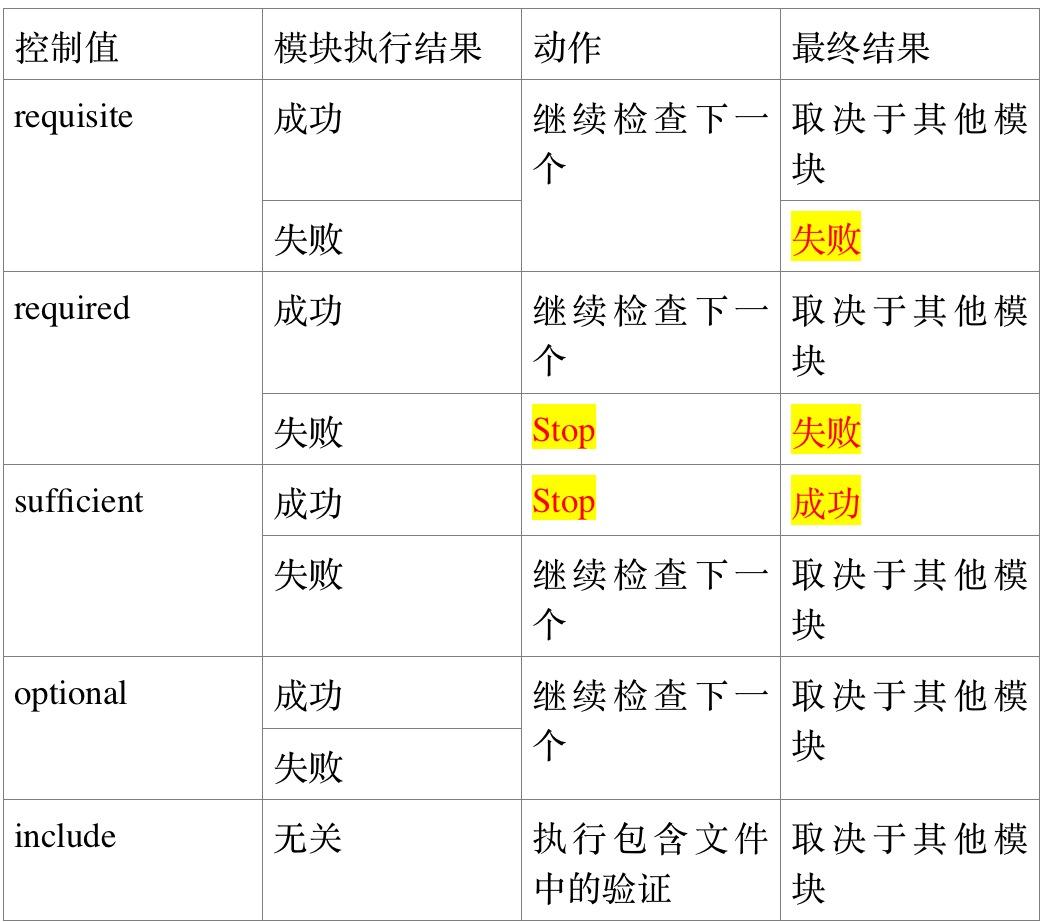 控制值 模块执行结果 动作 最终结果
requisite 成功 继续检查下一 取决于其他模
个 块
失败 失败
required 成功 继续检查下一 取决于其他模
个 块
失败 Stop 失败
sufficient 成功 Stop 成功
失败 继续检查下一 取决于其他模
个 块
optional 成功 继续检查下一 取决于其他模
个 块
失败
include 无关 执行包含文件 取决于其他模
中的验证 块